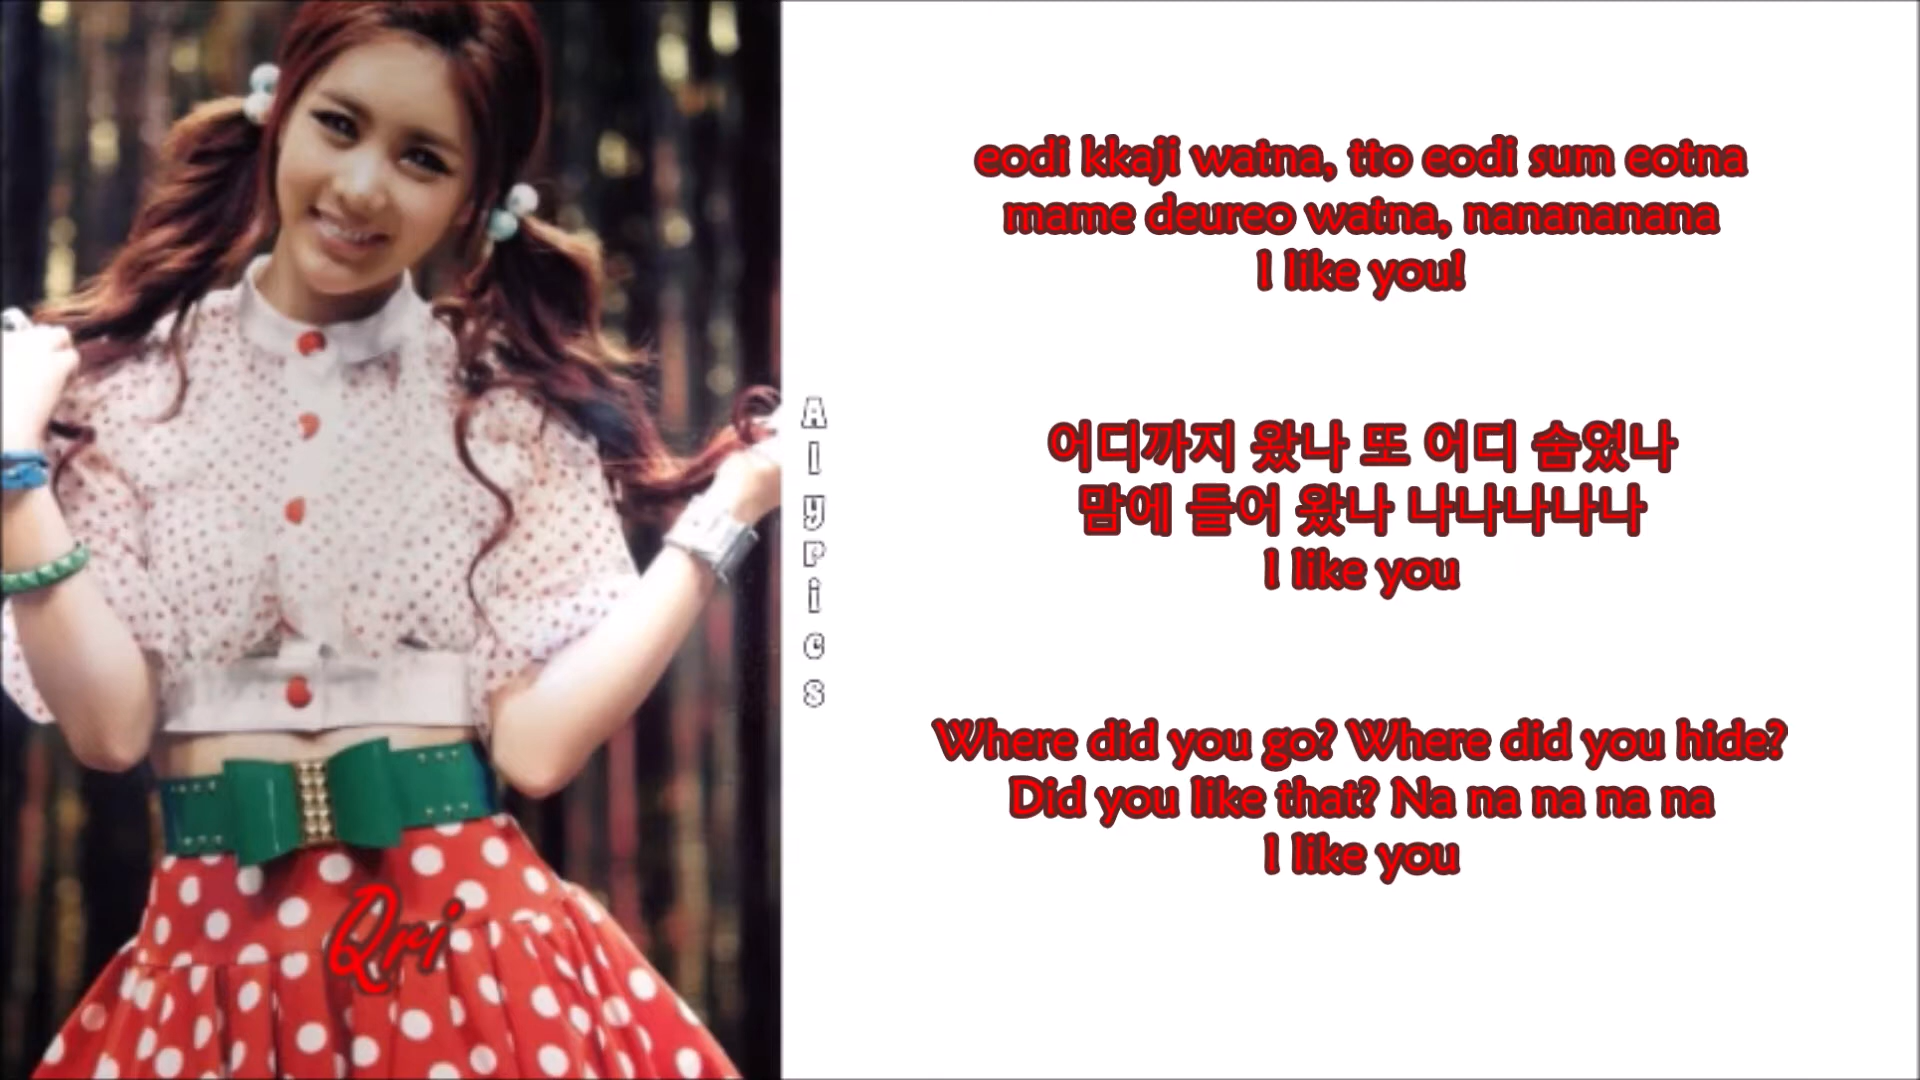 eodi kkaji watna, tto eodi sum eotna
mame deureo watna, nanananana
I like you!
어디까지 왔나 또 어디 숨었나
맘에 들어 왔나 나나나나나
I like you
Where did you go? Where did you hide?
Did you like that? Na na na na na
I like you
AlyPics
Qri